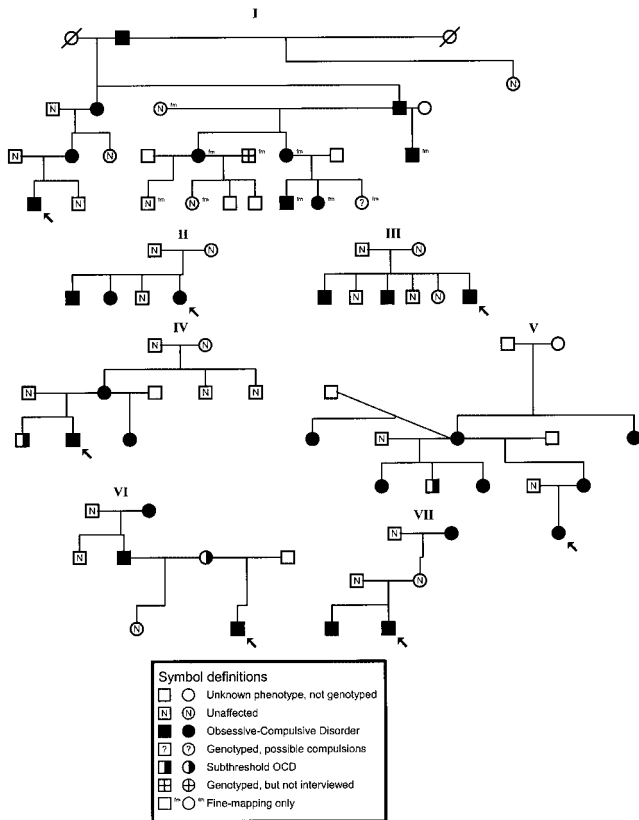 I
N
N N fm
N N fm fm fm fm
N N fm N fm fm fm ? fm
II III
N N N N
N N N N
IV V
N N
N N N
N
N
VI VII
N N
N N N
N
Symbol definitions
Unknown phenotype, not genotyped
N N Unaffected
Obsessive-Compulsive Disorder
? ? Genotyped, possible compulsions
Subthreshold OCD
Genotyped, but not interviewed
fm fm Fine-mapping only